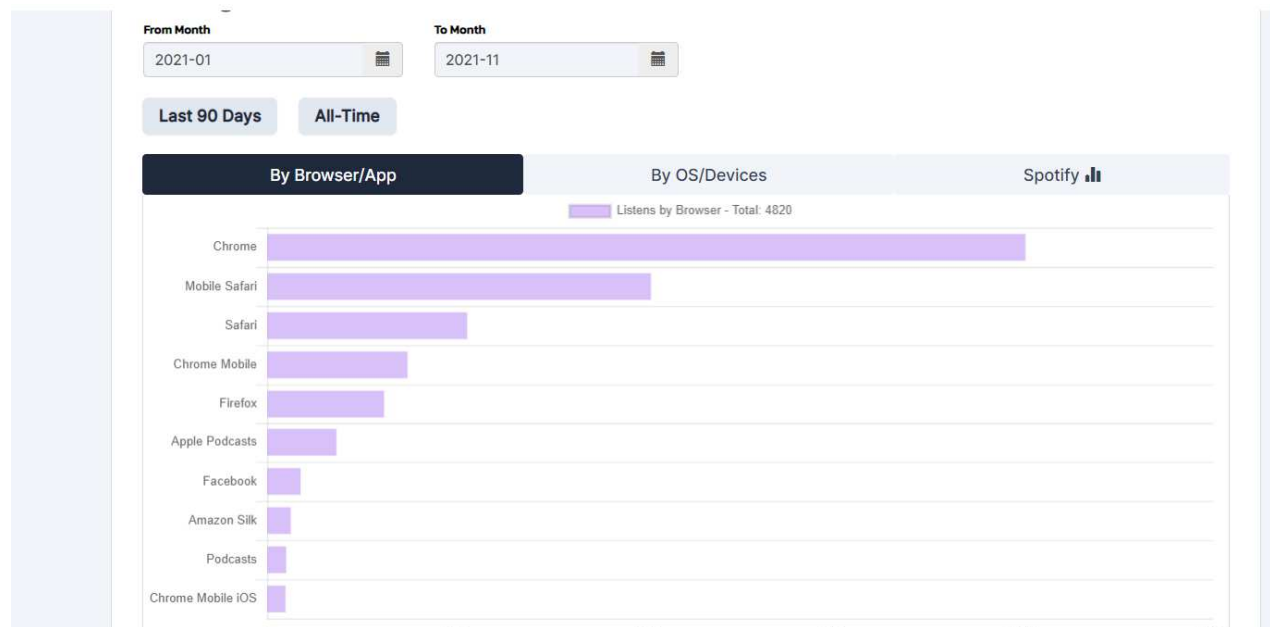 From Month To Month
2021-01 2021-11
Last 90 Days All-Time
By Browser/App By OS/Devices Spotify
Listens by Browser - Total: 4820
Chrome
Mobile Safari
Safari
Chrome Mobile
Firefox
Apple Podcasts
Facebook
Amazon Silk
Podcasts
Chrome Mobile iOS